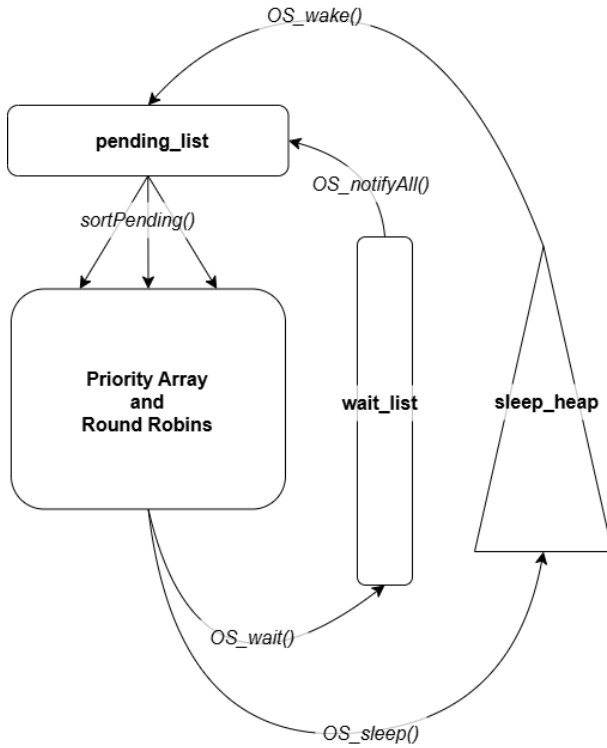 OS_wake()
pending_list
OS_notifyAll()
sortPending()
Priority Array
and
Round Robins
wait_list
sleep_heap
OS_wait()
OS_sleep()